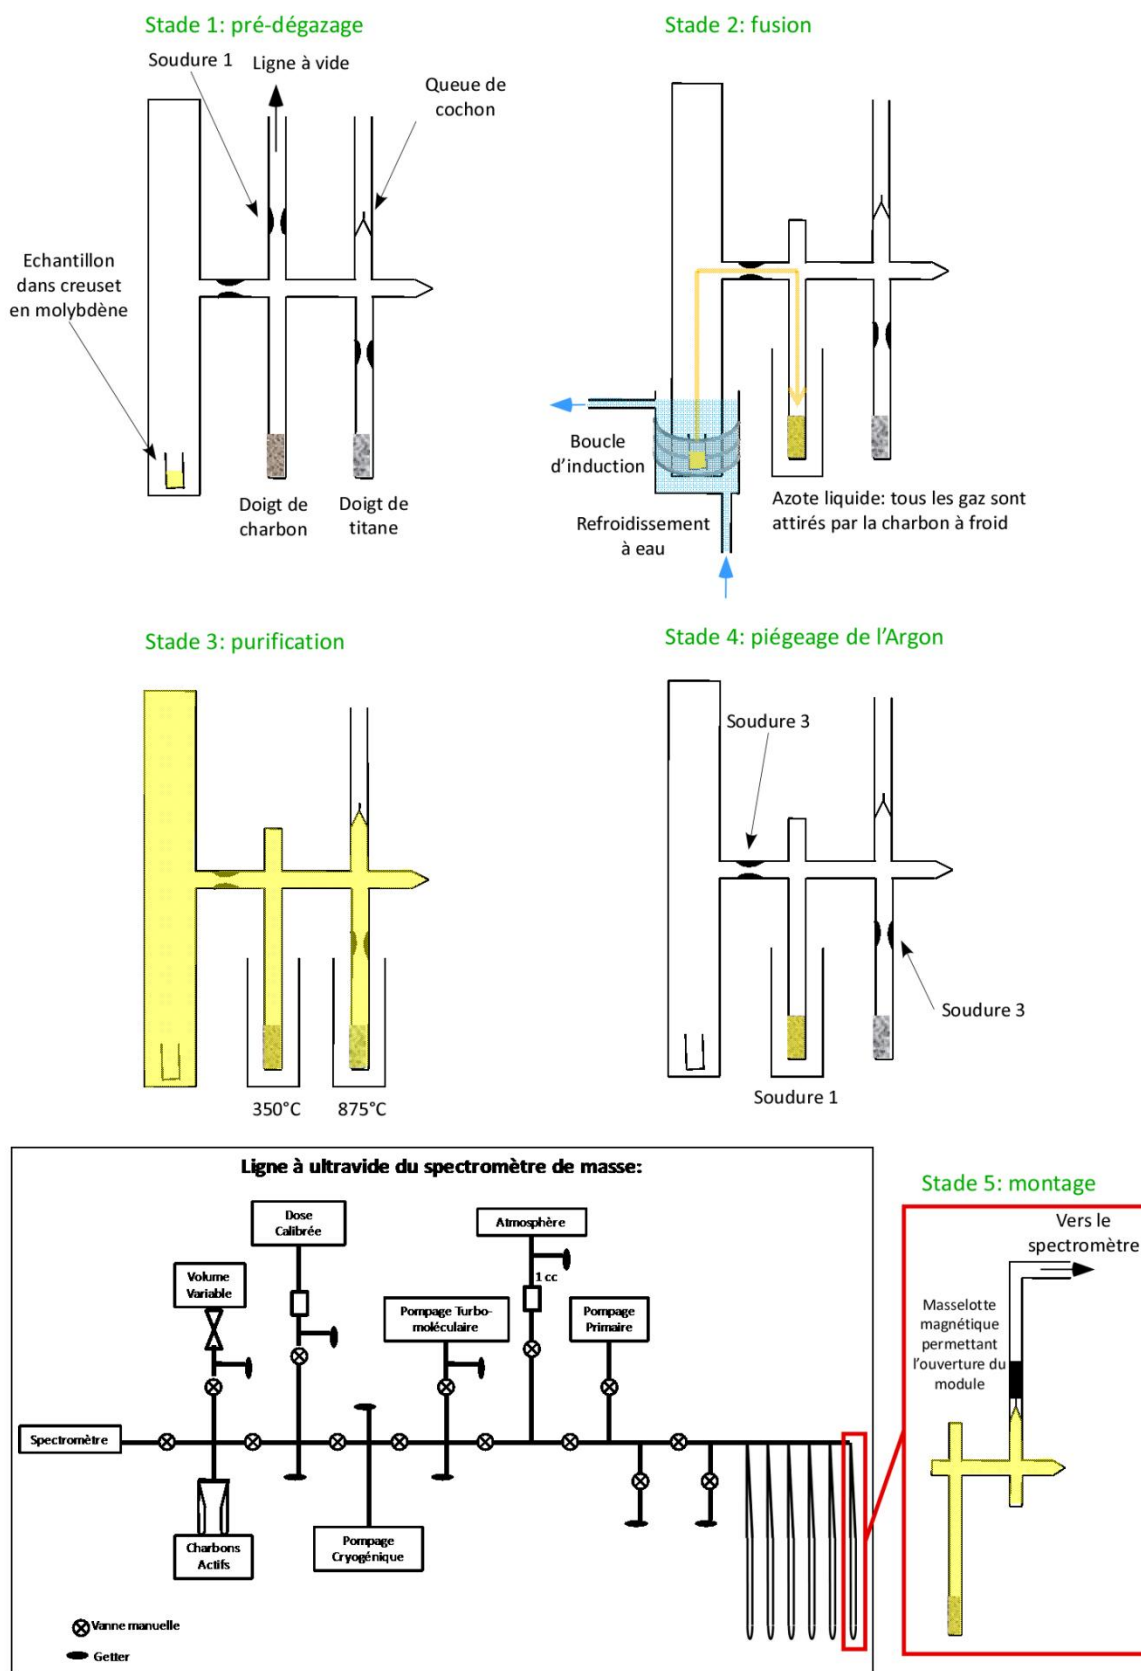 Stade 1: pré-dégazage
Soudure 1
Ligne à vide
Queue de
cochon
Echantillon
dans creuset
en molybdène
Doigt de
charbon
Doigt de
titane
Stade 2: fusion
Boucle
d'induction
Refroidissement
à eau
Azote liquide: tous les gaz sont
attirés par la charbon à froid
Stade 3: purification
350°C
875°C
Stade 4: piégeage de l'Argon
Soudure 3
Soudure 3
Soudure 1
Ligne à ultravide du spectromètre de masse:
Dose
Calibrée
Atmosphère
1 cc
Volume
Variable
Pompage Turbo-
moléculaire
Pompage
Primaire
Spectromètre
Charbons
Actifs
Pompage
Cryogénique
Vanne manuelle
Getter
Stade 5: montage
Vers le
spectromètre
Masselotte
magnétique
permettant
l'ouverture du
module